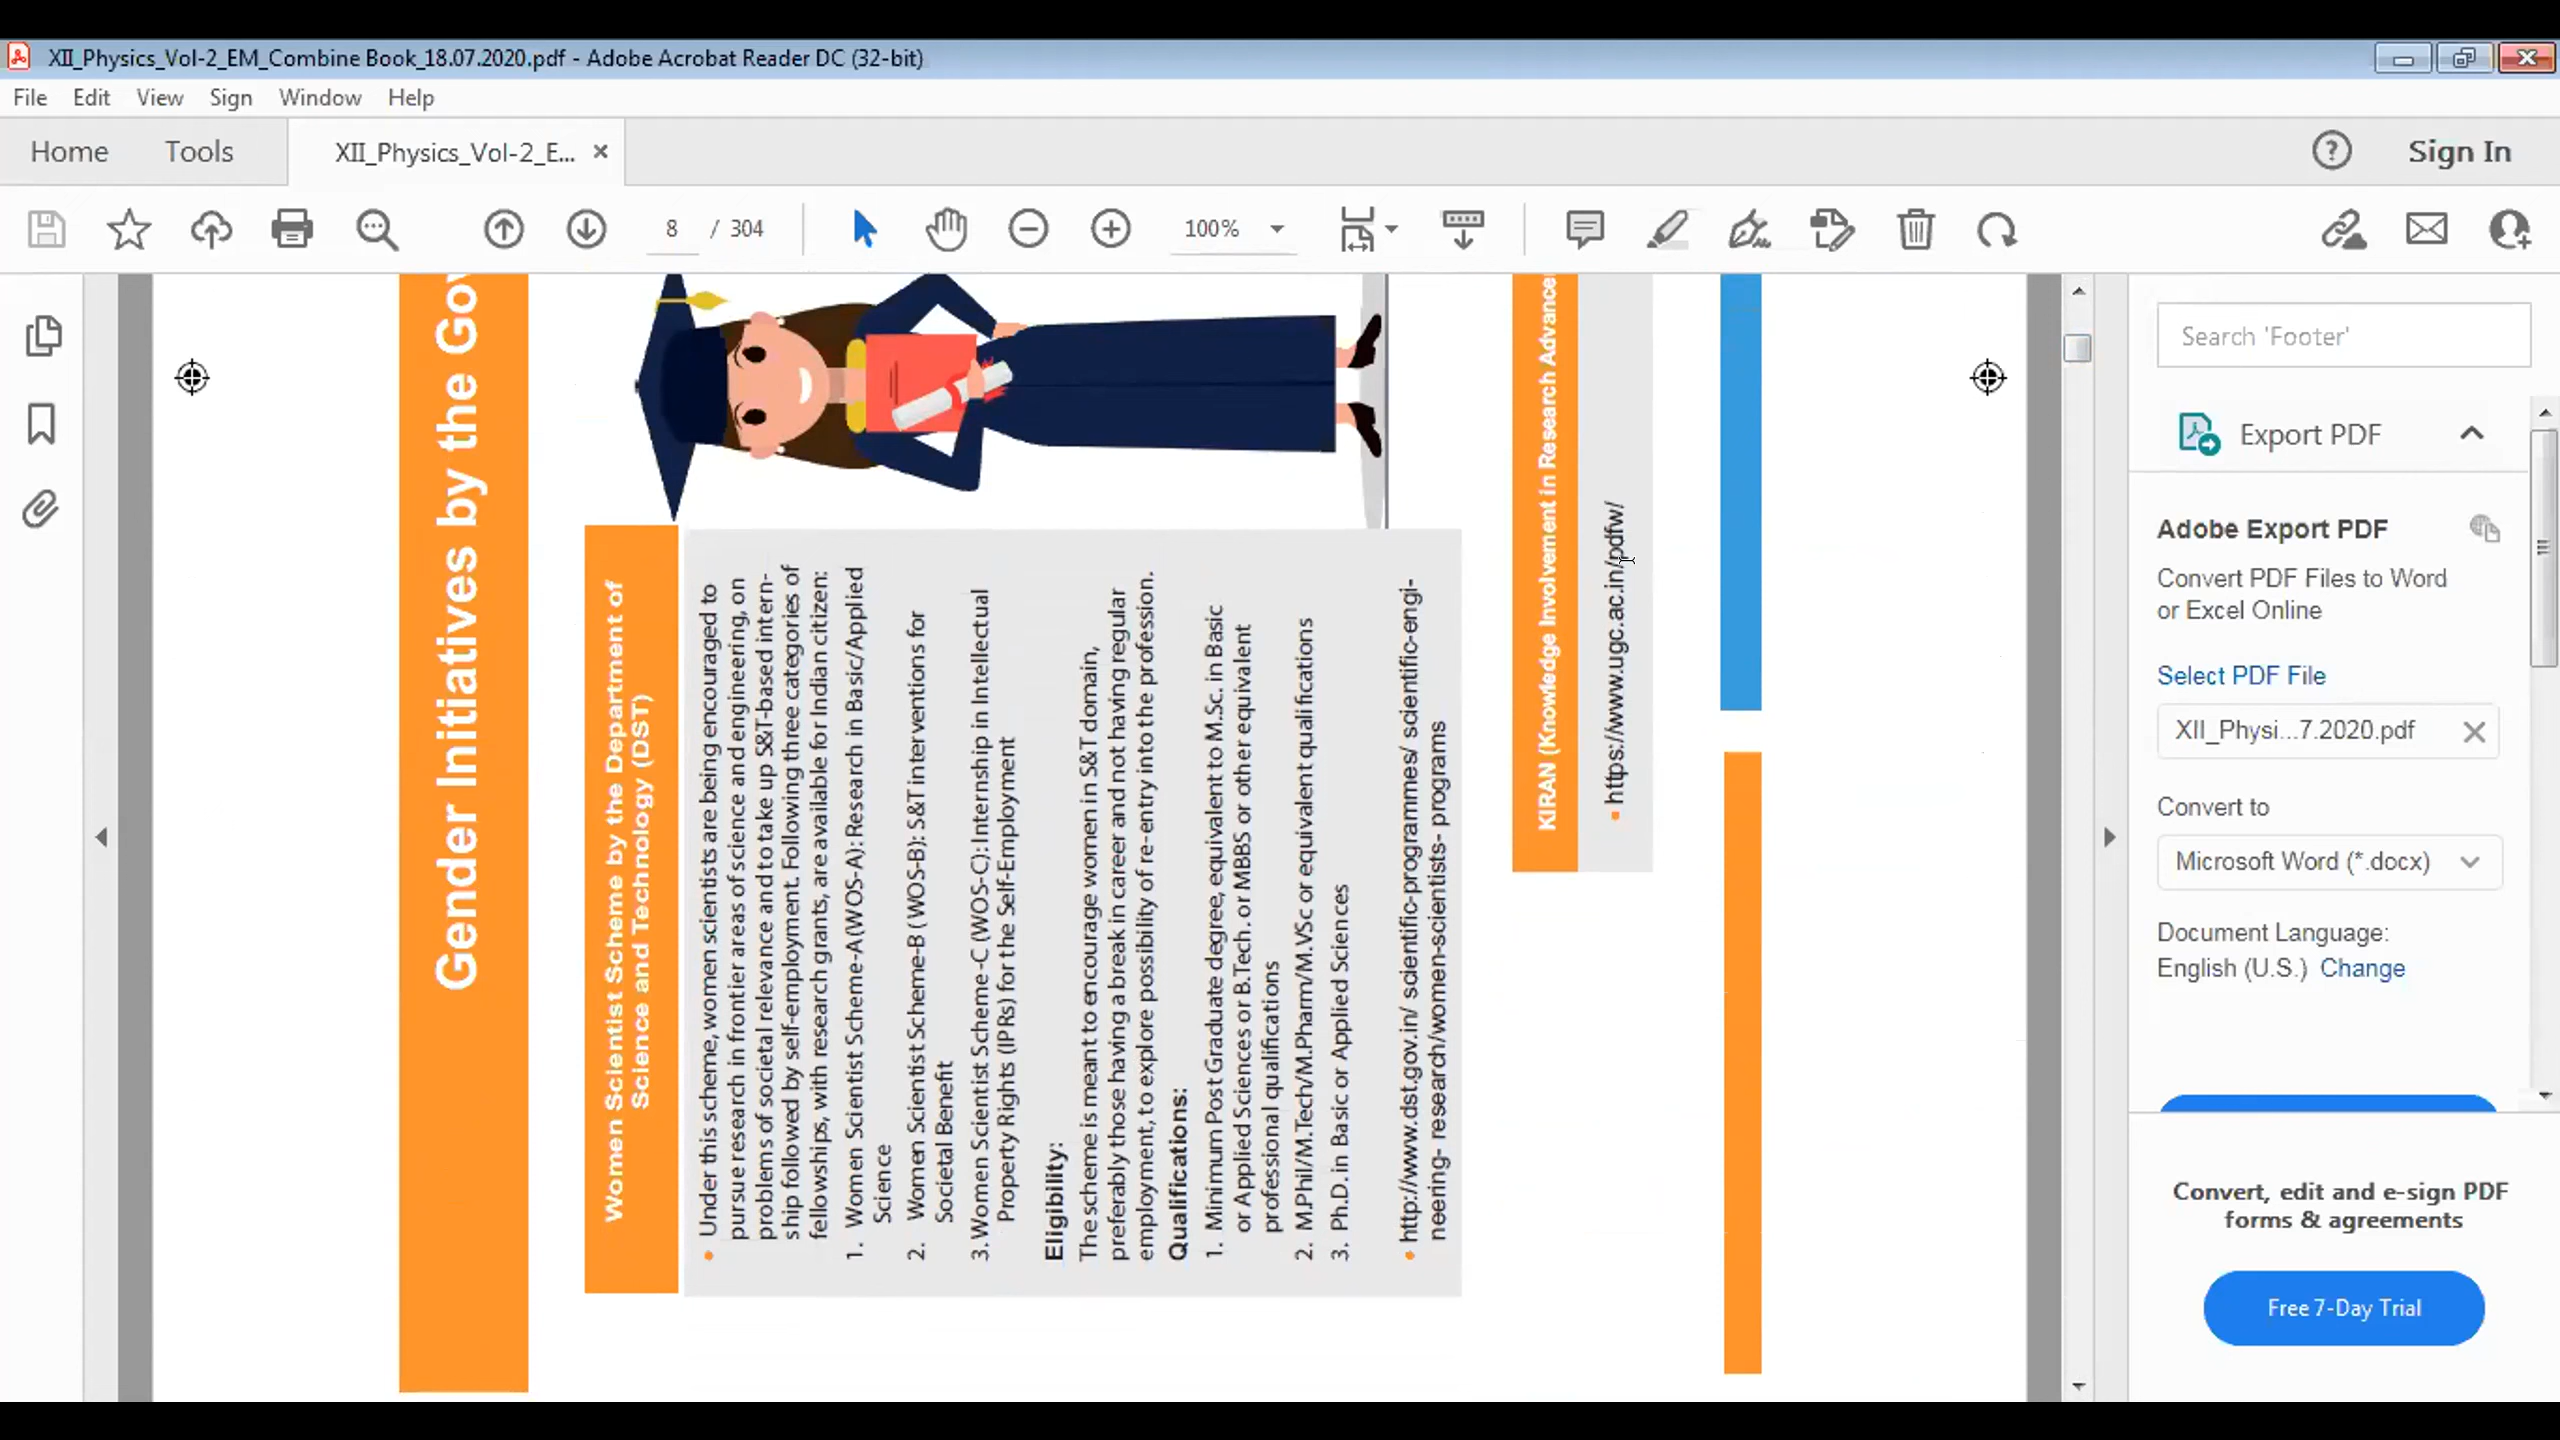 XII_Physics_Vol-2_EM_Combine Book_18.07.2020.pdf - Adobe Acrobat Reader DC (32-bit)
File Edit View Sign Window Help
Home Tools XII_Physics_Vol-2_E... Sign In
8 / 304 100%
Gender Initiatives by the Gov
Women Scientist Scheme by the Department of
Science and Technology (DST)
• Under this scheme, women scientists are being encouraged to
pursue research in frontier areas of science and engineering, on
problems of societal relevance and to take up S&T-based intern-
ship followed by self-employment. Following three categories of
fellowships, with research grants, are available for Indian citizen:
1. Women Scientist Scheme-A(WOS-A): Research in Basic/Applied
Science
2. Women Scientist Scheme-B ( WOS-B): S&T interventions for
Societal Benefit
3. Women Scientist Scheme -C (WOS-C): Internship in Intellectual
Property Rights (IPRs) for the Self-Employment
Eligibility:
The scheme is meant to encourage women in S&T domain,
preferably those having a break in career and not having regular
employment, to explore possibility of re-entry into the profession.
Qualifications:
1. Minimum Post Graduate degree, equivalent to M.Sc. in Basic
or Applied Sciences or B.Tech. or MBBS or other equivalent
professional qualifications
2. M.Phil/M.Tech/M.Pharm/M.VSc or equivalent qualifications
3. Ph.D. in Basic or Applied Sciences
• http://www.dst.gov.in/ scientific-programmes/ scientific-engi-
neering- research/women-scientists- programs
KIRAN (Knowledge Involvement in Research Advance
• https://www.ugc.ac.in/pdfw/
Search 'Footer'
Export PDF
Adobe Export PDF
Convert PDF Files to Word
or Excel Online
Select PDF File
XII_Physi...7.2020.pdf
Convert to
Microsoft Word (*.docx)
Document Language:
English (U.S.) Change
Convert, edit and e-sign PDF
forms & agreements
Free 7-Day Trial